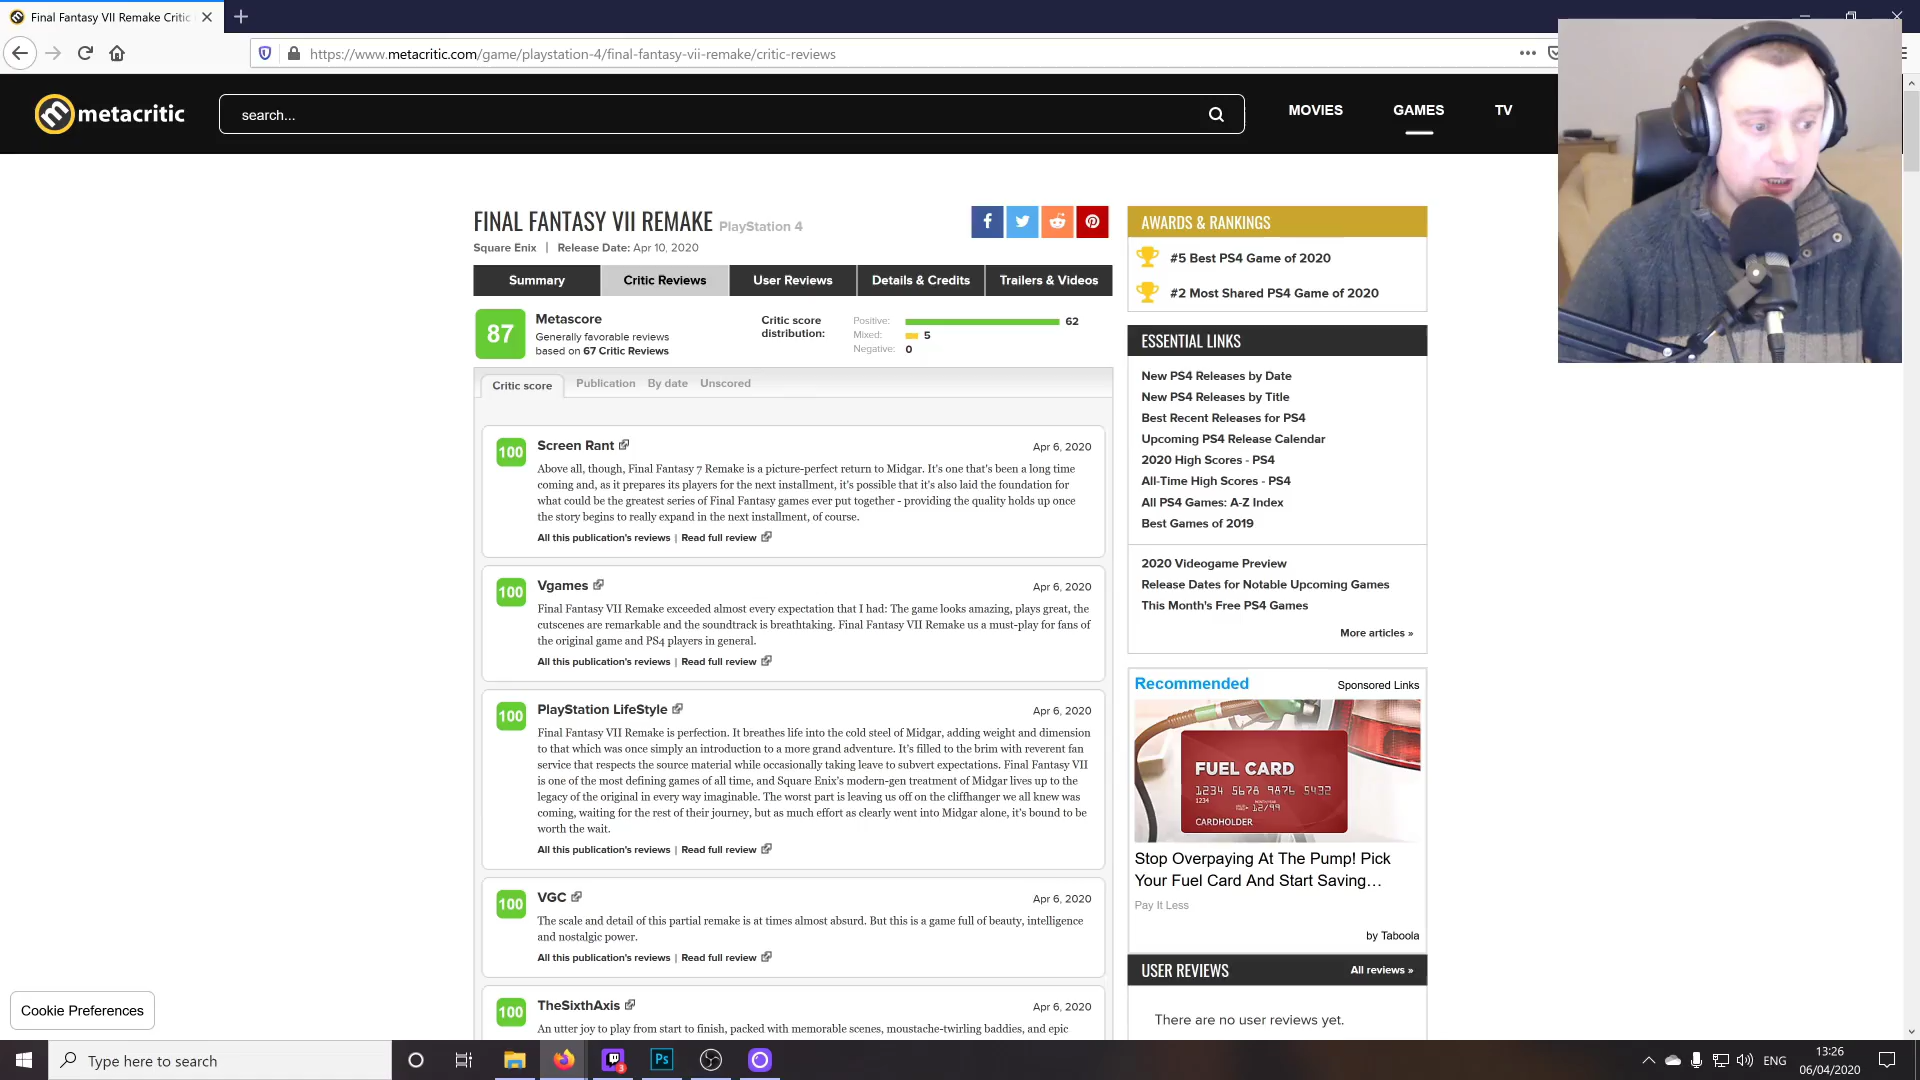 Final Fantasy VII Remake Critic
https://www.metacritic.com/game/playstation-4/final-fantasy-vii-remake/critic-reviews
metacritic
search...
MOVIES
GAMES
TV
FINAL FANTASY VII REMAKE PlayStation 4
Square Enix | Release Date: Apr 10, 2020
Summary
Critic Reviews
User Reviews
Details & Credits
Trailers & Videos
87
Metascore
Generally favorable reviews
based on 67 Critic Reviews
Critic score
distribution:
Positive: 62
Mixed: 5
Negative: 0
Critic score
Publication
By date
Unscored
100
Screen Rant
Apr 6, 2020
Above all, though, Final Fantasy 7 Remake is a picture-perfect return to Midgar. It's one that's been a long time
coming and, as it prepares its players for the next installment, it's possible that it's also laid the foundation for
what could be the greatest series of Final Fantasy games ever put together - providing the quality holds up once
the story begins to really expand in the next installment, of course.
All this publication's reviews | Read full review
100
Vgames
Apr 6, 2020
Final Fantasy VII Remake exceeded almost every expectation that I had: The game looks amazing, plays great, the
cutscenes are remarkable and the soundtrack is breathtaking. Final Fantasy VII Remake us a must-play for fans of
the original game and PS4 players in general.
All this publication's reviews | Read full review
100
PlayStation LifeStyle
Apr 6, 2020
Final Fantasy VII Remake is perfection. It breathes life into the cold steel of Midgar, adding weight and dimension
to that which was once simply an introduction to a more grand adventure. It's filled to the brim with reverent fan
service that respects the source material while occasionally taking leave to subvert expectations. Final Fantasy VII
is one of the most defining games of all time, and Square Enix's modern-gen treatment of Midgar lives up to the
legacy of the original in every way imaginable. The worst part is leaving us off on the cliffhanger we all knew was
coming, waiting for the rest of their journey, but as much effort as clearly went into Midgar alone, it's bound to be
worth the wait.
All this publication's reviews | Read full review
100
VGC
Apr 6, 2020
The scale and detail of this partial remake is at times almost absurd. But this is a game full of beauty, intelligence
and nostalgic power.
All this publication's reviews | Read full review
100
TheSixthAxis
Apr 6, 2020
An utter joy to play from start to finish, packed with memorable scenes, moustache-twirling baddies, and epic
AWARDS & RANKINGS
#5 Best PS4 Game of 2020
#2 Most Shared PS4 Game of 2020
ESSENTIAL LINKS
New PS4 Releases by Date
New PS4 Releases by Title
Best Recent Releases for PS4
Upcoming PS4 Release Calendar
2020 High Scores - PS4
All-Time High Scores - PS4
All PS4 Games: A-Z Index
Best Games of 2019
2020 Videogame Preview
Release Dates for Notable Upcoming Games
This Month's Free PS4 Games
More articles »
Recommended
Sponsored Links
FUEL CARD
1234 5678 9876 5432
1234
12/99
CARDHOLDER
Stop Overpaying At The Pump! Pick
Your Fuel Card And Start Saving…
Pay It Less
by Taboola
USER REVIEWS
All reviews »
There are no user reviews yet.
Cookie Preferences
Type here to search
Ps
3
ENG
13:26
06/04/2020